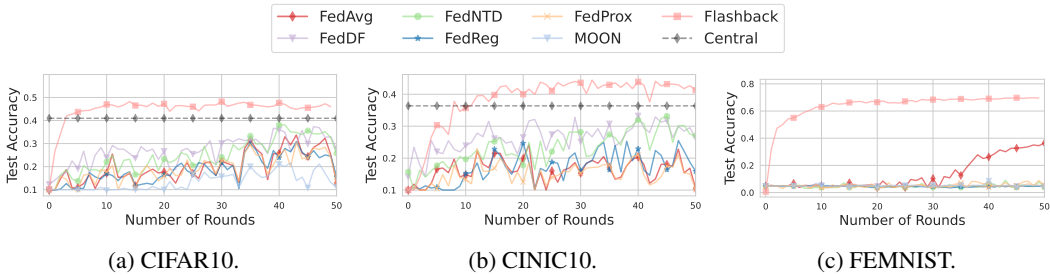 FedAvg FedNTD FedProx Flashback
FedDF FedReg MOON Central
Test Accuracy
0.5
0.4
0.3
0.2
0.1
0 10 20 30 40 50
Number of Rounds
(a) CIFAR10.
Test Accuracy
0.4
0.3
0.2
0.1
0 10 20 30 40 50
Number of Rounds
(b) CINIC10.
Test Accuracy
0.8
0.6
0.4
0.2
0.0
0 10 20 30 40 50
Number of Rounds
(c) FEMNIST.